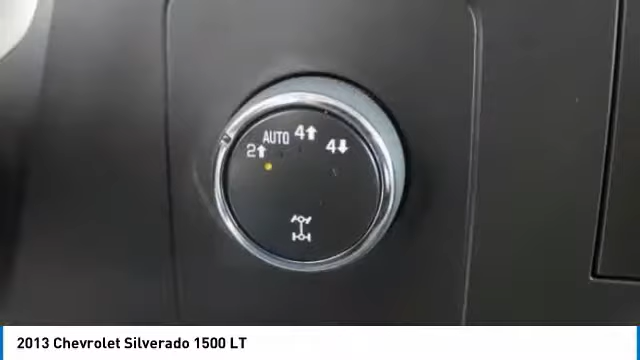 2↑ AUTO 4↑ 4↓
2013 Chevrolet Silverado 1500 LT